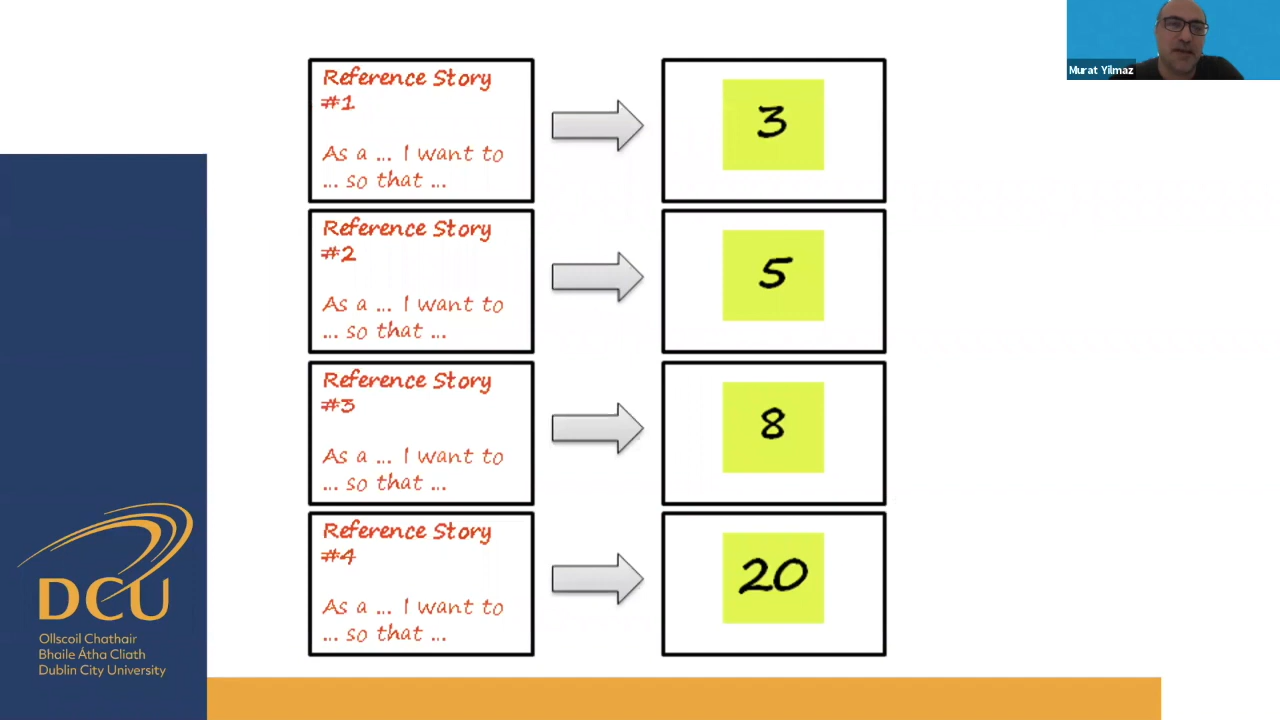 Murat Yilmaz
Reference Story
#1
As a ... I want to
... so that ...
3
Reference Story
#2
As a ... I want to
... so that ...
5
Reference Story
#3
As a ... I want to
... so that ...
8
Reference Story
#4
As a ... I want to
... so that ...
20
DCU
Ollscoil Chathair
Bhaile Átha Cliath
Dublin City University